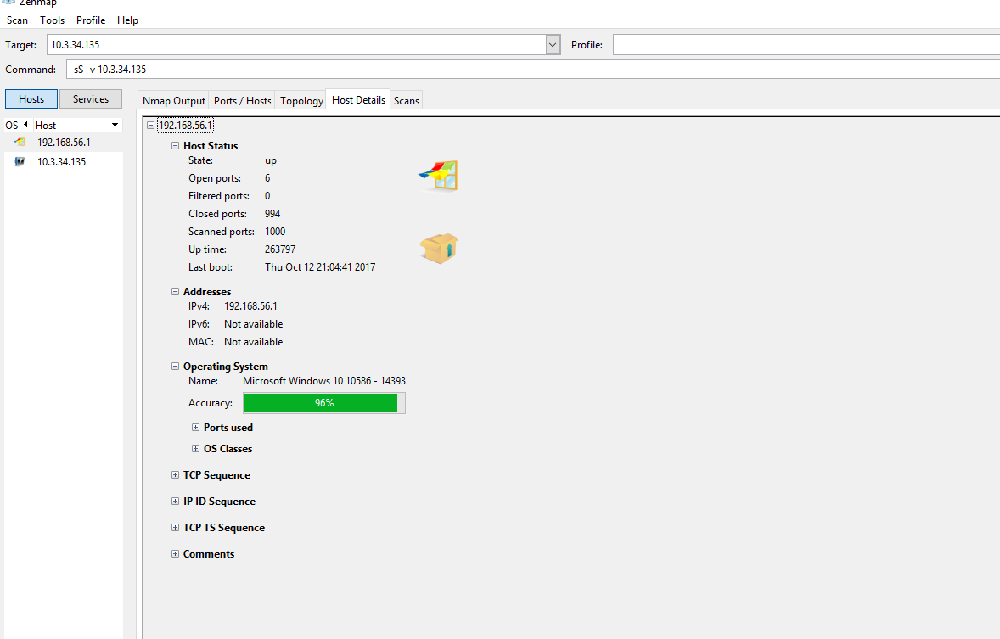 Zenmap
Scan Tools Profile Help
Target: 10.3.34.135 Profile:
Command: -sS -v 10.3.34.135
Hosts Services
Nmap Output Ports / Hosts Topology Host Details Scans
OS Host
192.168.56.1
10.3.34.135
192.168.56.1
Host Status
State: up
Open ports: 6
Filtered ports: 0
Closed ports: 994
Scanned ports: 1000
Up time: 263797
Last boot: Thu Oct 12 21:04:41 2017
Addresses
IPv4: 192.168.56.1
IPv6: Not available
MAC: Not available
Operating System
Name: Microsoft Windows 10 10586 - 14393
Accuracy: 96%
Ports used
OS Classes
TCP Sequence
IP ID Sequence
TCP TS Sequence
Comments